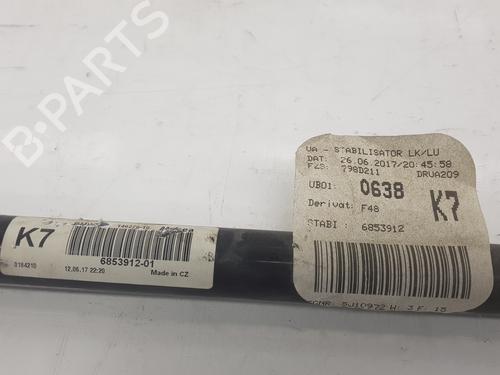 VA - STABILISATOR LK/LU
DAT: 26.06.2017/20:45:58
FZS: 798D211 DRVA209
UB01: 0638 K7
Derivat: F48
STABI : 6853912
K7
6853912-01
12.06.17 22:20 Made in CZ
B-PARTS